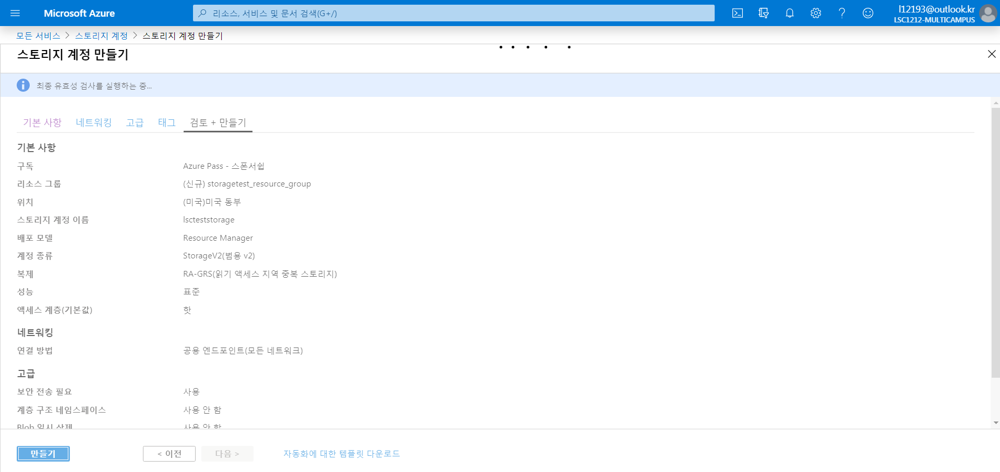 Microsoft Azure
리소스, 서비스 및 문서 검색(G+/)
l12193@outlook.kr
LSC1212-MULTICAMPUS
모든 서비스 > 스토리지 계정 > 스토리지 계정 만들기
스토리지 계정 만들기
최종 유효성 검사를 실행하는 중...
기본 사항 네트워킹 고급 태그 검토 + 만들기
기본 사항
구독 Azure Pass - 스폰서쉽
리소스 그룹 (신규) storagetest_resource_group
위치 (미국)미국 동부
스토리지 계정 이름 lscteststorage
배포 모델 Resource Manager
계정 종류 StorageV2(범용 v2)
복제 RA-GRS(읽기 액세스 지역 중복 스토리지)
성능 표준
액세스 계층(기본값) 핫
네트워킹
연결 방법 공용 엔드포인트(모든 네트워크)
고급
보안 전송 필요 사용
계층 구조 네임스페이스 사용 안 함
Blob 일시 삭제 사용 안 함
만들기 < 이전 다음 > 자동화에 대한 템플릿 다운로드